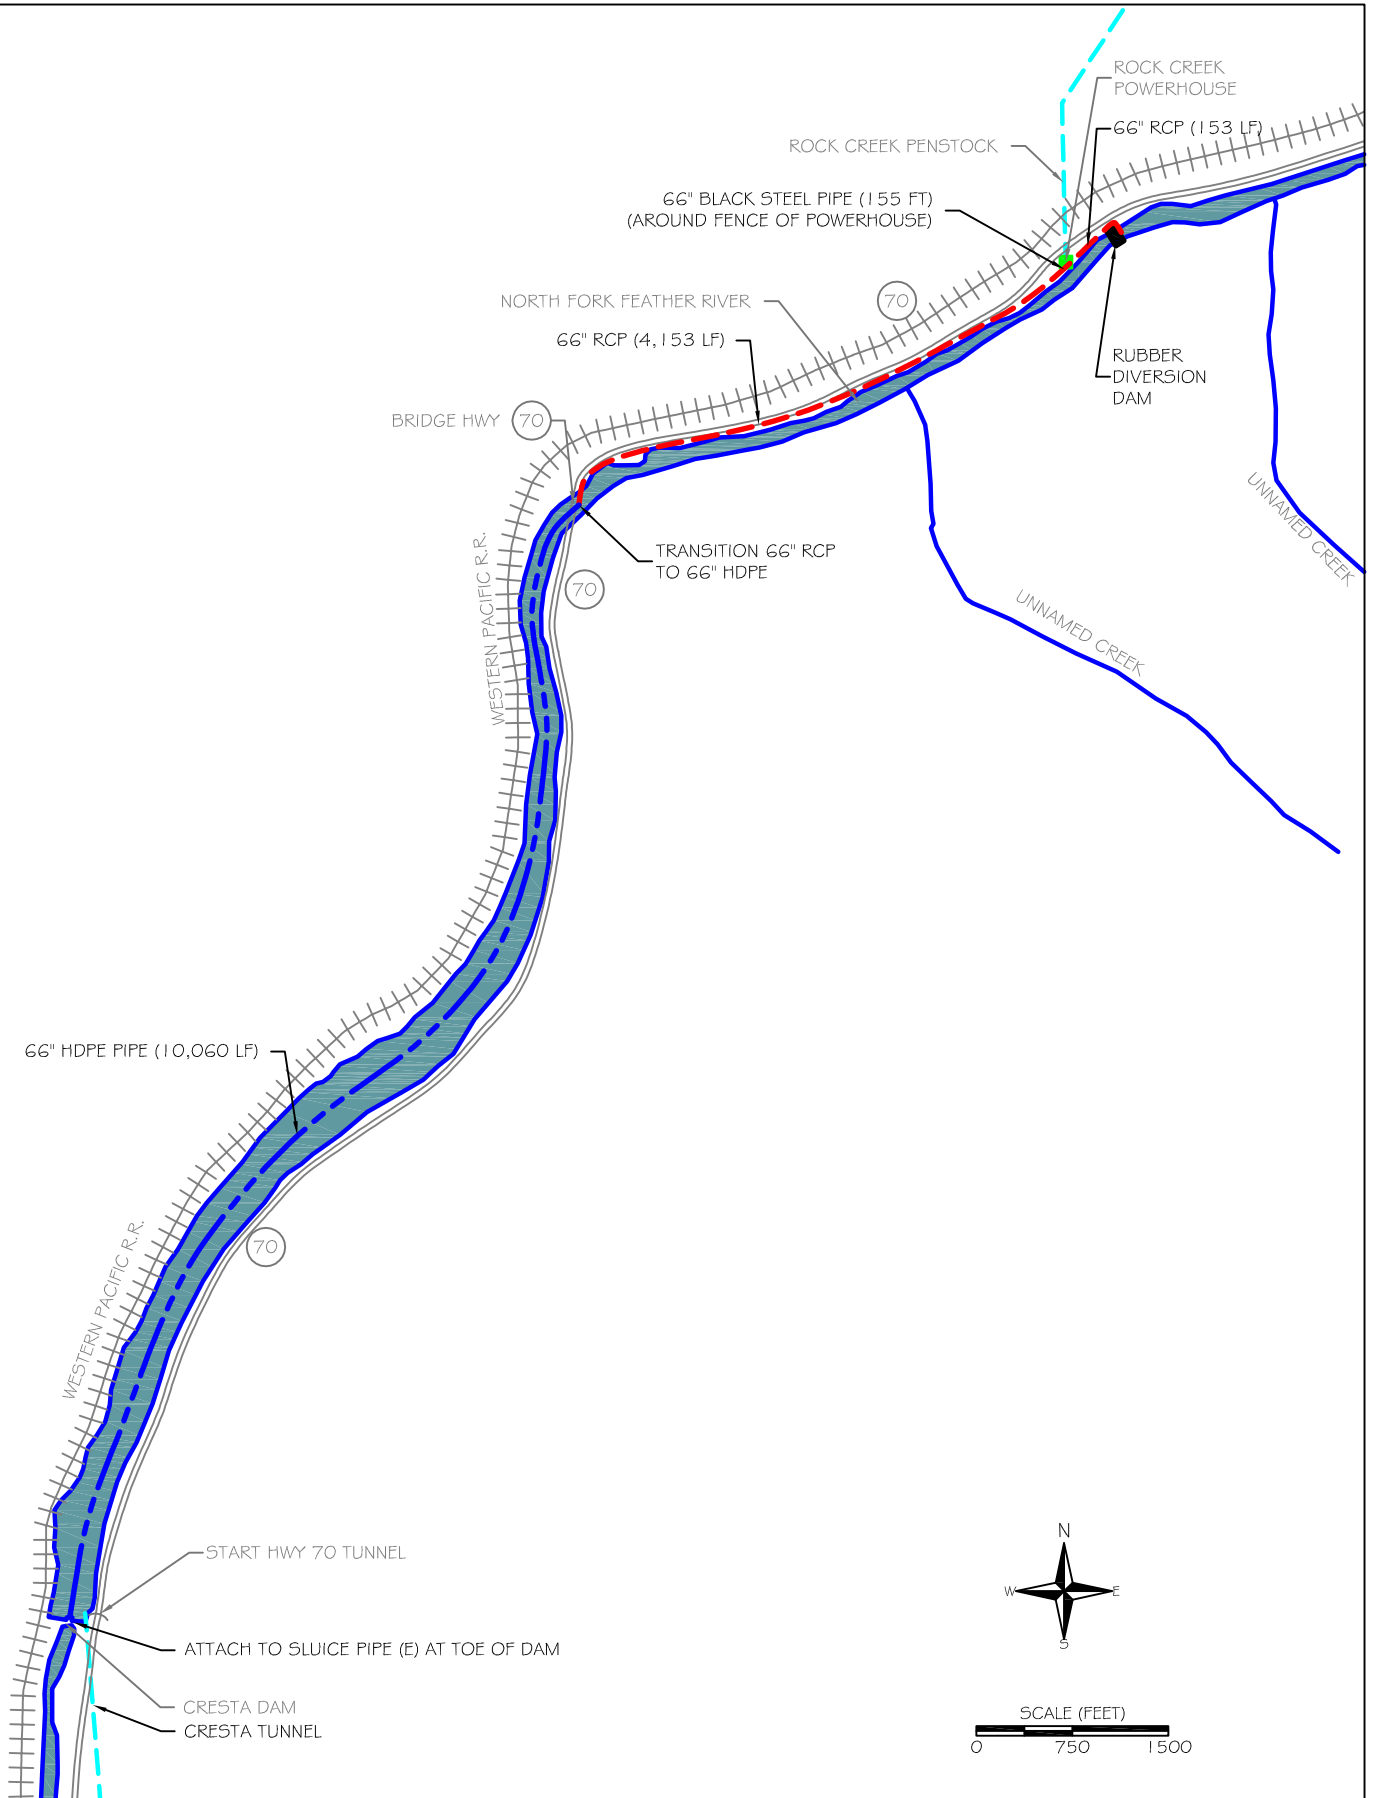 ROCK CREEK
POWERHOUSE
66" RCP (153 LF)
ROCK CREEK PENSTOCK
66" BLACK STEEL PIPE (155 FT)
(AROUND FENCE OF POWERHOUSE)
NORTH FORK FEATHER RIVER
70
66" RCP (4,153 LF)
RUBBER
DIVERSION
DAM
BRIDGE HWY 70
UNNAMED CREEK
TRANSITION 66" RCP
TO 66" HDPE
70
WESTERN PACIFIC R.R.
UNNAMED CREEK
66" HDPE PIPE (10,060 LF)
70
WESTERN PACIFIC R.R.
START HWY 70 TUNNEL
N
W E
S
ATTACH TO SLUICE PIPE (E) AT TOE OF DAM
CRESTA DAM
CRESTA TUNNEL
SCALE (FEET)
0 750 1500